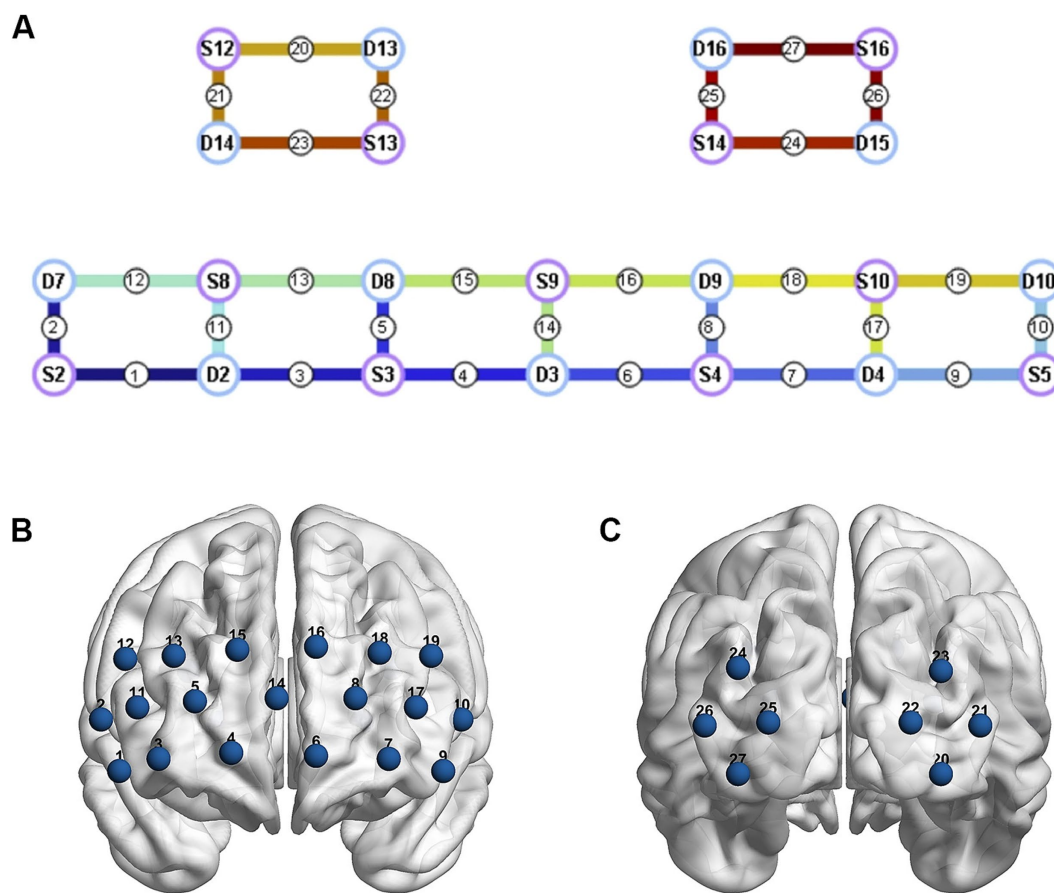 A
S12 20 D13 D16 27 S16
21 22 25 26
D14 23 S13 S14 24 D15
D7 12 S8 13 D8 15 S9 16 D9 18 S10 19 D10
2 11 5 14 8 17 10
S2 1 D2 3 S3 4 D3 6 S4 7 D4 9 S5
B
12 13 15 16 18 19
2 11 5 14 8 17 10
1 3 4 6 7 9
C
24 23
26 25 22 21
27 20